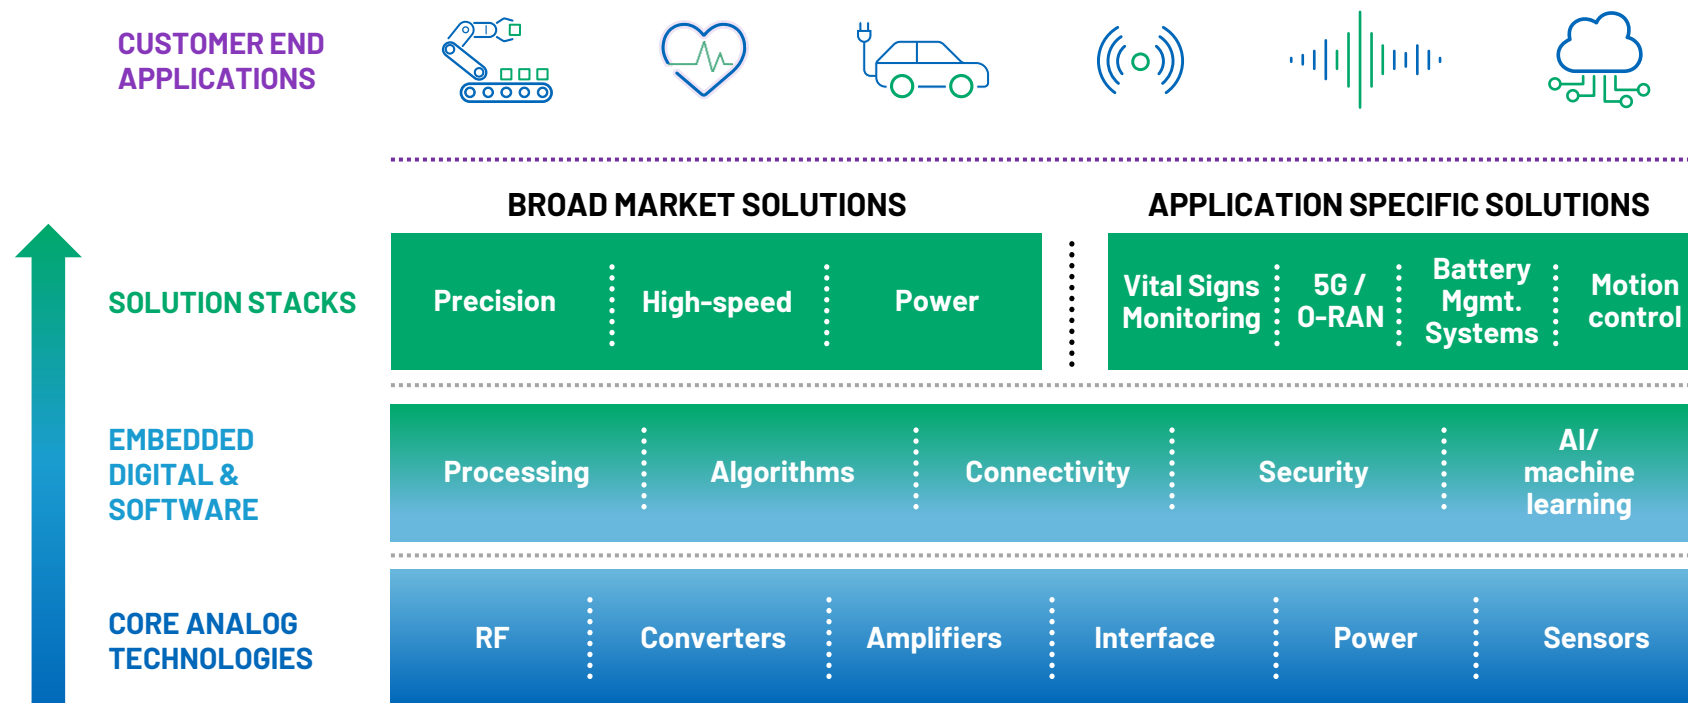 CUSTOMER END
APPLICATIONS
BROAD MARKET SOLUTIONS
APPLICATION SPECIFIC SOLUTIONS
SOLUTION STACKS
Precision
High-speed
Power
Vital Signs
Monitoring
5G /
O-RAN
Battery
Mgmt.
Systems
Motion
control
EMBEDDED
DIGITAL &
SOFTWARE
Processing
Algorithms
Connectivity
Security
AI/
machine
learning
CORE ANALOG
TECHNOLOGIES
RF
Converters
Amplifiers
Interface
Power
Sensors